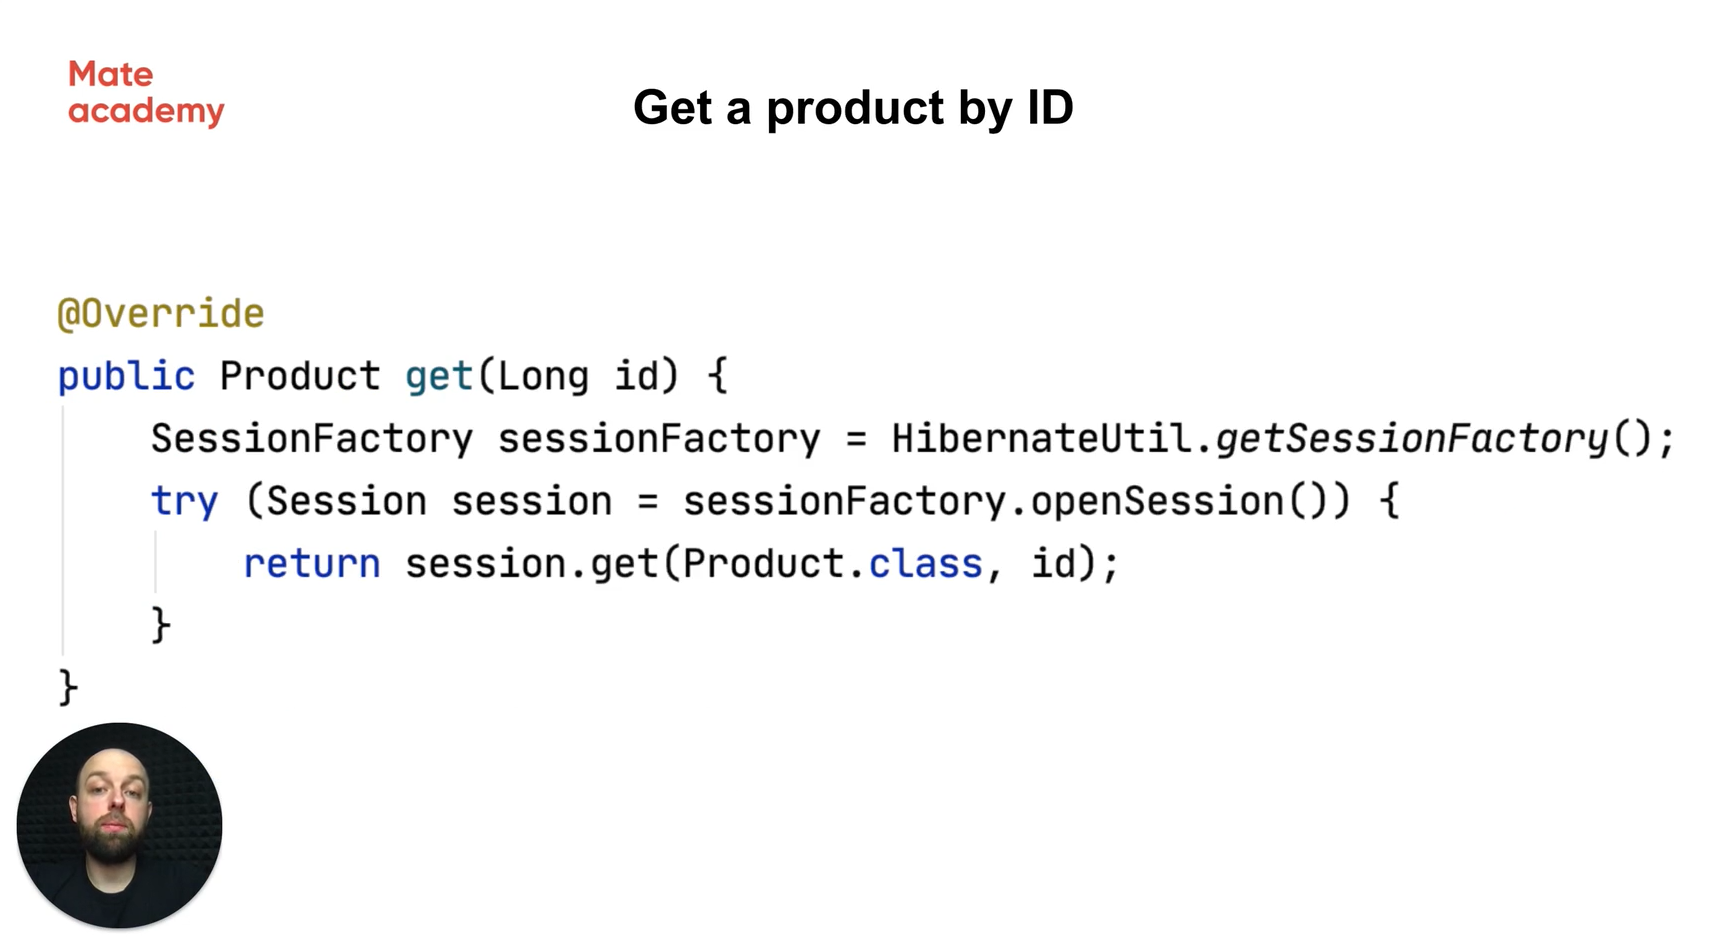 Mate
academy
Get a product by ID
@Override
public Product get(Long id) {
    SessionFactory sessionFactory = HibernateUtil.getSessionFactory();
    try (Session session = sessionFactory.openSession()) {
        return session.get(Product.class, id);
    }
}